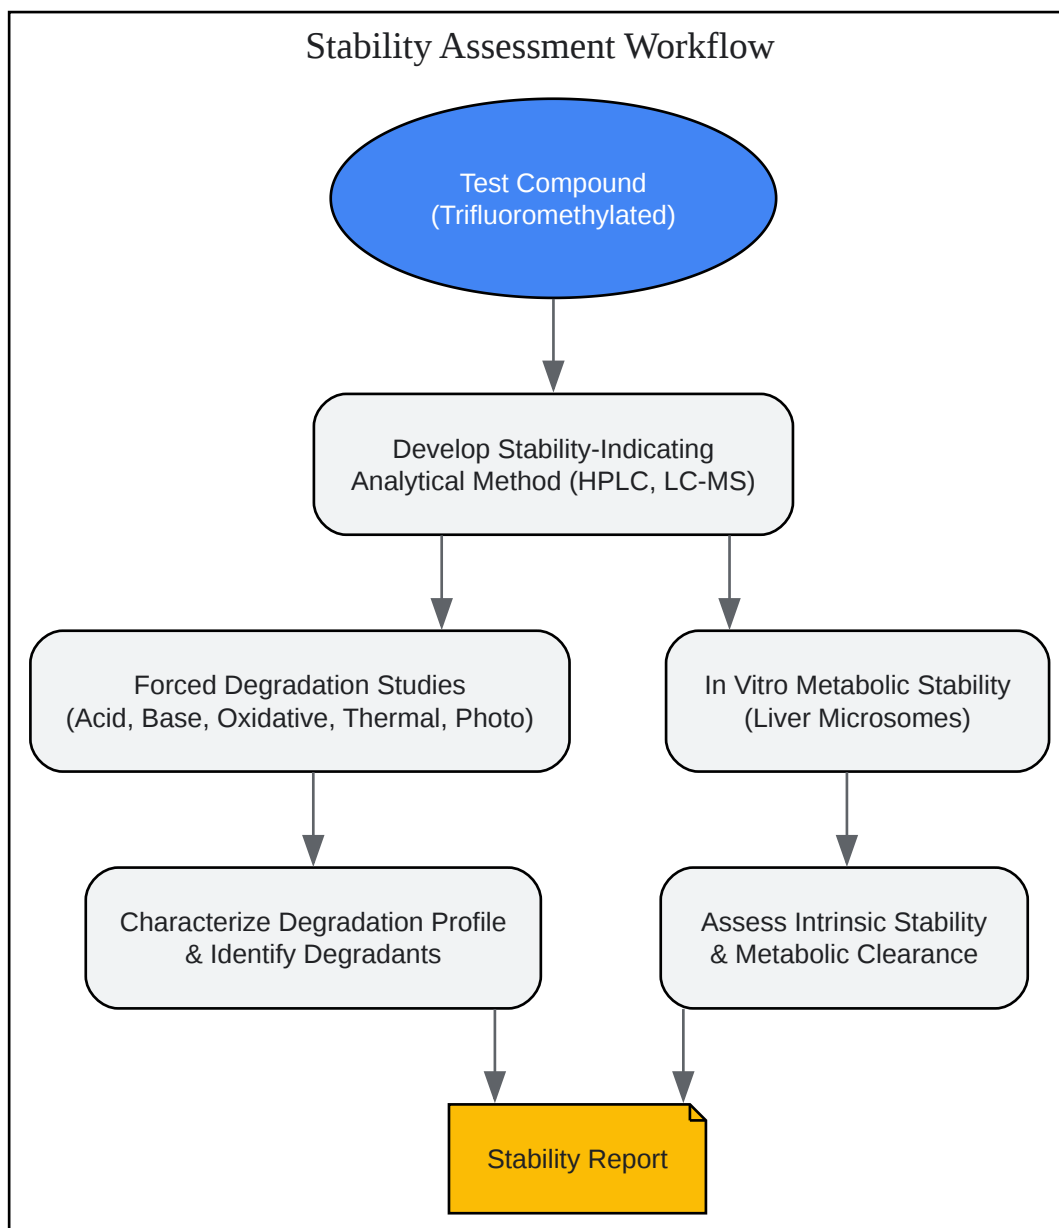 Stability Assessment Workflow
Test Compound
(Trifluoromethylated)
Develop Stability-Indicating
Analytical Method (HPLC, LC-MS)
Forced Degradation Studies
(Acid, Base, Oxidative, Thermal, Photo)
In Vitro Metabolic Stability
(Liver Microsomes)
Characterize Degradation Profile
& Identify Degradants
Assess Intrinsic Stability
& Metabolic Clearance
Stability Report